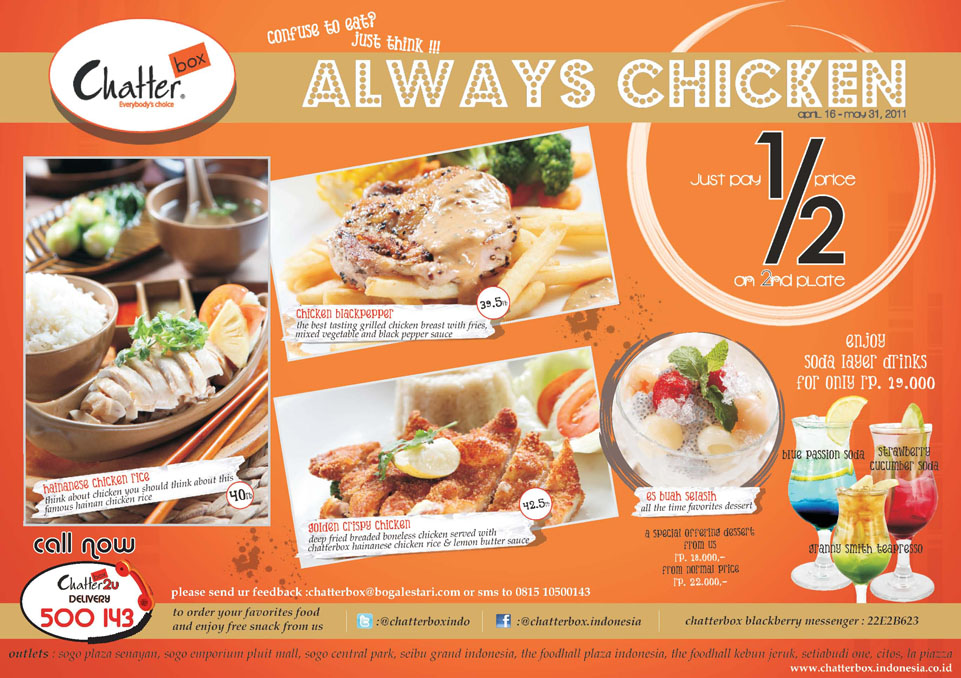 Chatter box
Everybody's choice
confuse to eat?
just think !!!
ALWAYS CHICKEN
april 16 - may 31, 2011
Just pay 1/2 price
on 2nd plate
hainanese chicken rice
think about chicken you should think about this
famous hainan chicken rice
40rb
chicken blackpepper
the best tasting grilled chicken breast with fries,
mixed vegetable and black pepper sauce
39.5rb
golden crispy chicken
deep fried breaded boneless chicken served with
chatterbox hainanese chicken rice & lemon butter sauce
42.5rb
es buah selasih
all the time favorites dessert
a special offering dessert
from us
rp. 18.000,-
from normal price
rp. 22.000,-
enjoy
soda layer drinks
for only rp. 19.000
blue passion soda
strawberry
cucumber soda
granny smith teapresso
call now
Chatter2u
DELIVERY
500 143
please send ur feedback :chatterbox@bogalestari.com or sms to 0815 10500143
to order your favorites food
and enjoy free snack from us
:@chatterboxindo
:@chatterbox.indonesia
chatterbox blackberry messenger : 22E2B623
outlets : sogo plaza senayan, sogo emporium pluit mall, sogo central park, seibu grand indonesia, the foodhall plaza indonesia, the foodhall kebun jeruk, setiabudi one, citos, la piazza
www.chatterbox.indonesia.co.id